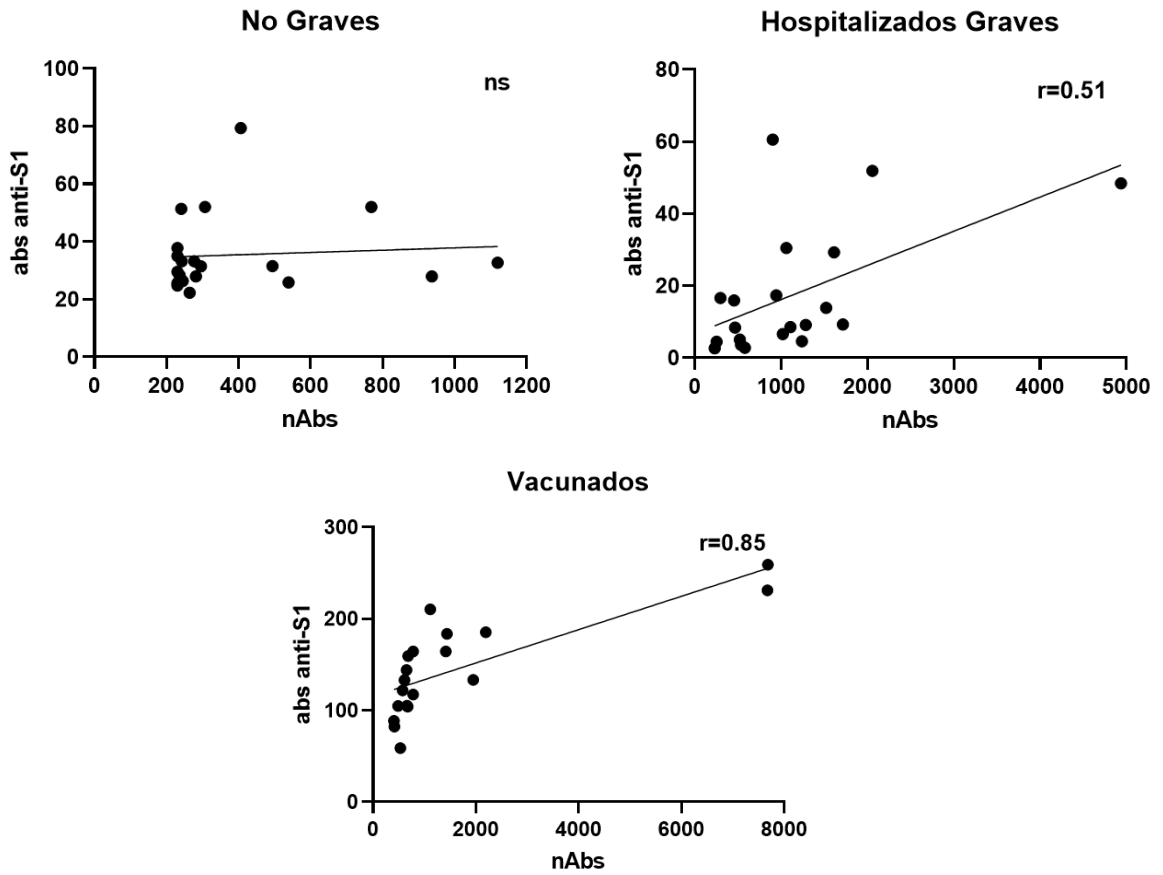 No Graves
ns
abs anti-S1
100
80
60
40
20
0
0 200 400 600 800 1000 1200
nAbs
Hospitalizados Graves
r=0.51
abs anti-S1
80
60
40
20
0
0 1000 2000 3000 4000 5000
nAbs
Vacunados
r=0.85
abs anti-S1
300
200
100
0
0 2000 4000 6000 8000
nAbs